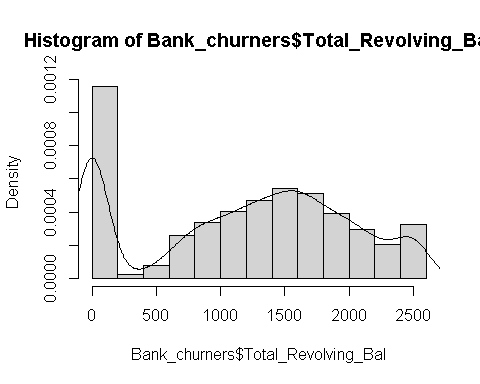 Histogram of Bank_churners$Total_Revolving_Ba
Density
0.0012
0.0008
0.0004
0.0000
0 500 1000 1500 2000 2500
Bank_churners$Total_Revolving_Bal